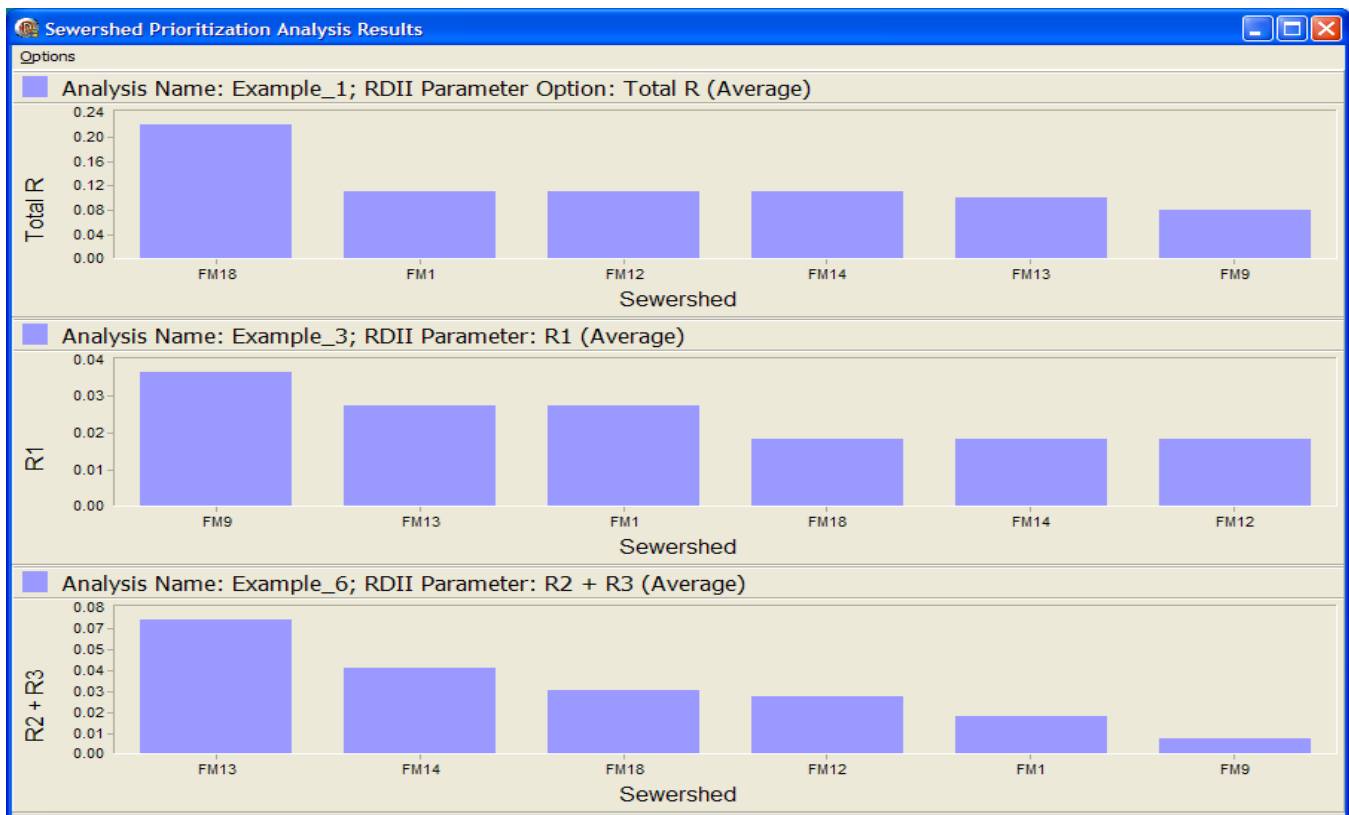 Sewershed Prioritization Analysis Results
Options
Analysis Name: Example_1; RDII Parameter Option: Total R (Average)
Total R
0.24
0.20
0.16
0.12
0.08
0.04
0.00
FM18 FM1 FM12 FM14 FM13 FM9
Sewershed
Analysis Name: Example_3; RDII Parameter: R1 (Average)
R1
0.04
0.03
0.02
0.01
0.00
FM9 FM13 FM1 FM18 FM14 FM12
Sewershed
Analysis Name: Example_6; RDII Parameter: R2 + R3 (Average)
R2 + R3
0.08
0.07
0.05
0.04
0.03
0.02
0.01
0.00
FM13 FM14 FM18 FM12 FM1 FM9
Sewershed